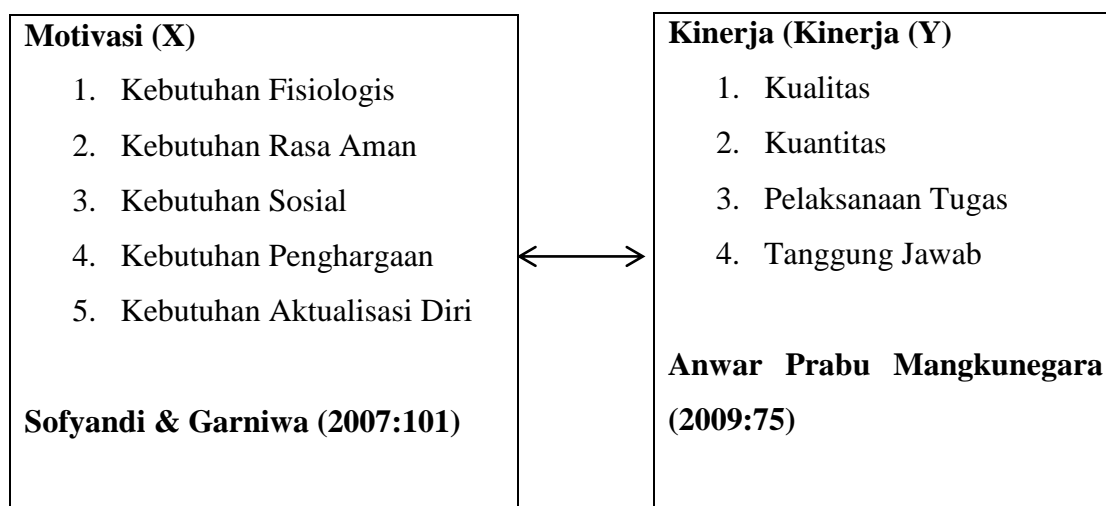 Motivasi (X)
1. Kebutuhan Fisiologis
2. Kebutuhan Rasa Aman
3. Kebutuhan Sosial
4. Kebutuhan Penghargaan
5. Kebutuhan Aktualisasi Diri
Sofyandi & Garniwa (2007:101)
Kinerja (Kinerja (Y)
1. Kualitas
2. Kuantitas
3. Pelaksanaan Tugas
4. Tanggung Jawab
Anwar Prabu Mangkunegara
(2009:75)